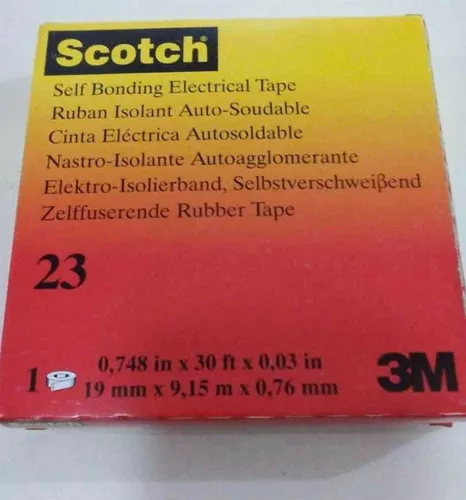 Scotch®
Self Bonding Electrical Tape
Ruban Isolant Auto-Soudable
Cinta Eléctrica Autosoldable
Nastro-Isolante Autoagglomerante
Elektro-Isolierband, Selbstverschweißend
Zelffuserende Rubber Tape
23
1 0,748 in x 30 ft x 0,03 in
19 mm x 9,15 m x 0,76 mm
3M